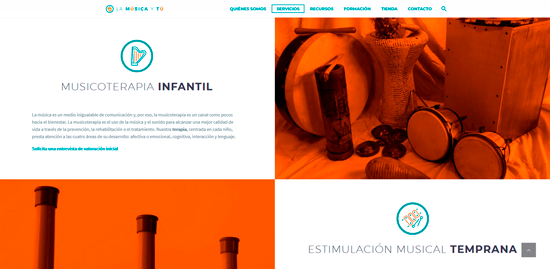 LA MÚSICA Y TÚ
QUIÉNES SOMOS SERVICIOS RECURSOS FORMACIÓN TIENDA CONTACTO
MUSICOTERAPIA INFANTIL
La música es un medio inigualable de comunicación y, por eso, la musicoterapia es un canal como pocos
hacia el bienestar. La musicoterapia es el uso de la música y el sonido para alcanzar una mejor calidad de
vida a través de la prevención, la rehabilitación o el tratamiento. Nuestra terapia, centrada en cada niño,
presta atención a las cuatro áreas de su desarrollo: afectiva o emocional, cognitiva, interacción y lenguaje.
Solicita una entrevista de valoración inicial
ESTIMULACIÓN MUSICAL TEMPRANA